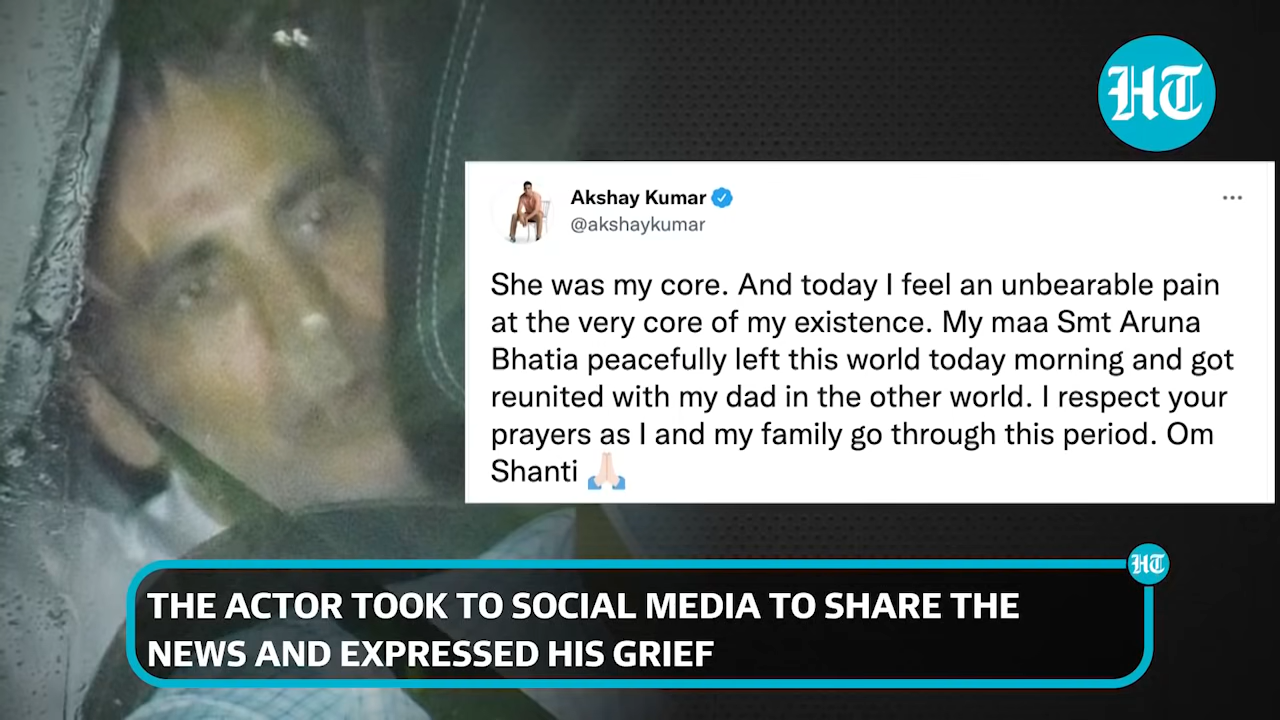 HT
Akshay Kumar
@akshaykumar
She was my core. And today I feel an unbearable pain
at the very core of my existence. My maa Smt Aruna
Bhatia peacefully left this world today morning and got
reunited with my dad in the other world. I respect your
prayers as I and my family go through this period. Om
Shanti 🙏🏻
HT
THE ACTOR TOOK TO SOCIAL MEDIA TO SHARE THE
NEWS AND EXPRESSED HIS GRIEF